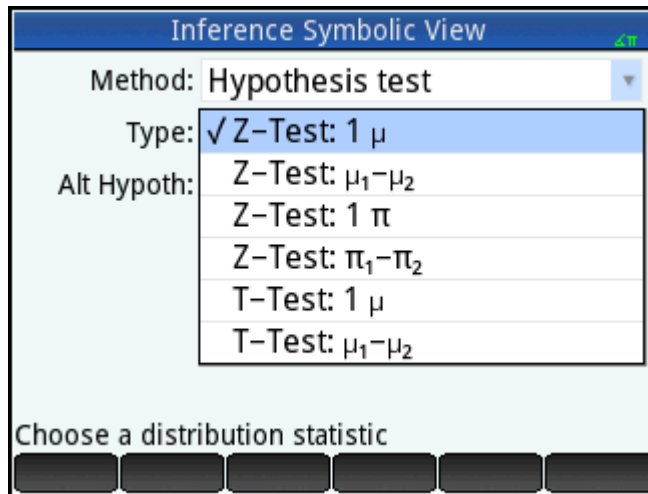 Inference Symbolic View
∡π
Method: Hypothesis test
Type: √ Z-Test: 1 μ
Z-Test: μ₁-μ₂
Alt Hypoth:
Z-Test: 1 π
Z-Test: π₁-π₂
T-Test: 1 μ
T-Test: μ₁-μ₂
Choose a distribution statistic